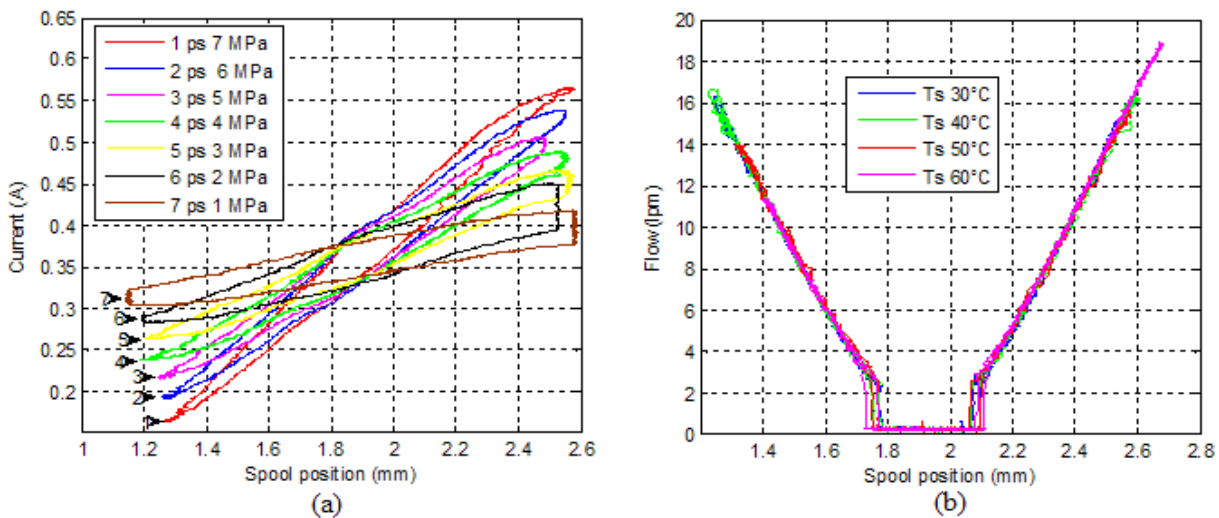 0.65
0.6
0.55
0.5
0.45
0.4
0.35
0.3
0.25
0.2
Current (A)
1 ps 7 MPa
2 ps 6 MPa
3 ps 5 MPa
4 ps 4 MPa
5 ps 3 MPa
6 ps 2 MPa
7 ps 1 MPa
7
6
5
4
3
2
1
1 1.2 1.4 1.6 1.8 2 2.2 2.4 2.6
Spool position (mm)
(a)
20
18
16
14
12
10
8
6
4
2
0
Flow (lpm)
Ts 30°C
Ts 40°C
Ts 50°C
Ts 60°C
1.4 1.6 1.8 2 2.2 2.4 2.6 2.8
Spool position (mm)
(b)